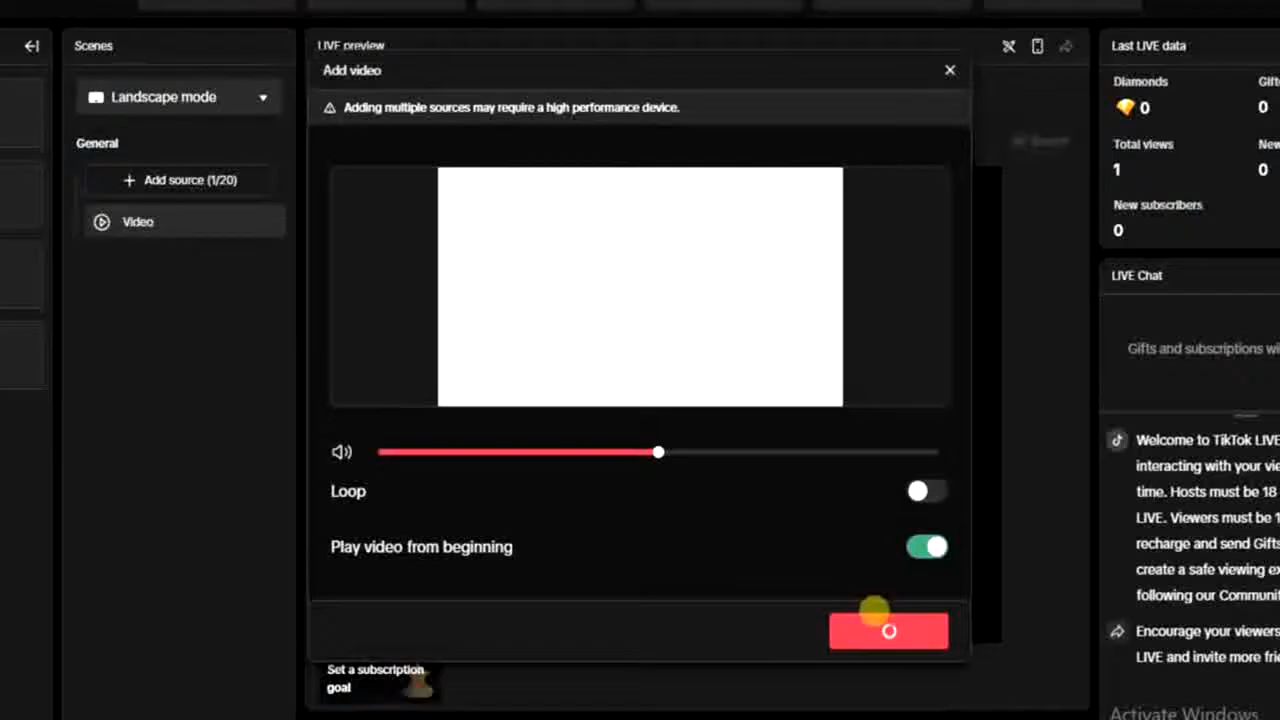 Scenes
Landscape mode
General
+ Add source (1/20)
Video
LIVE preview
Add video
Adding multiple sources may require a high performance device.
Loop
Play video from beginning
Set a subscription
goal
Last LIVE data
Diamonds
Gift
0
0
Total views
New
1
0
New subscribers
0
LIVE Chat
Gifts and subscriptions wi
Welcome to TikTok LIVE
interacting with your vie
time. Hosts must be 18
LIVE. Viewers must be 1
recharge and send Gifts
create a safe viewing ex
following our Communit
Encourage your viewers
LIVE and invite more frie
Activate Windows